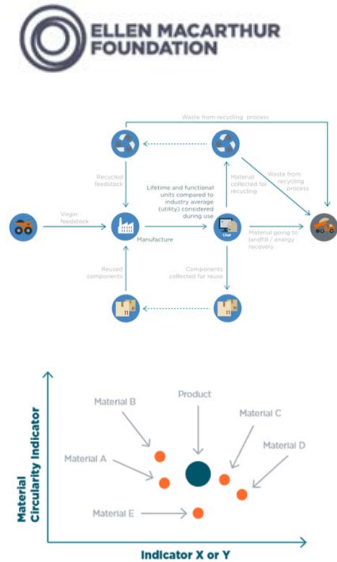 ELLEN MACARTHUR
FOUNDATION
Waste from recycling process
Recycled
feedstock
Lifetime and functional
units compared to
industry average
(utility) considered
during use
Material
collected for
recycling
Waste from
recycling
process
Virgin
feedstock
Manufacture
Material going to
landfill / energy
recovery
Reused
components
Components
collected for reuse
Material
Circularity Indicator
Material B
Product
Material C
Material A
Material D
Material E
Indicator X or Y